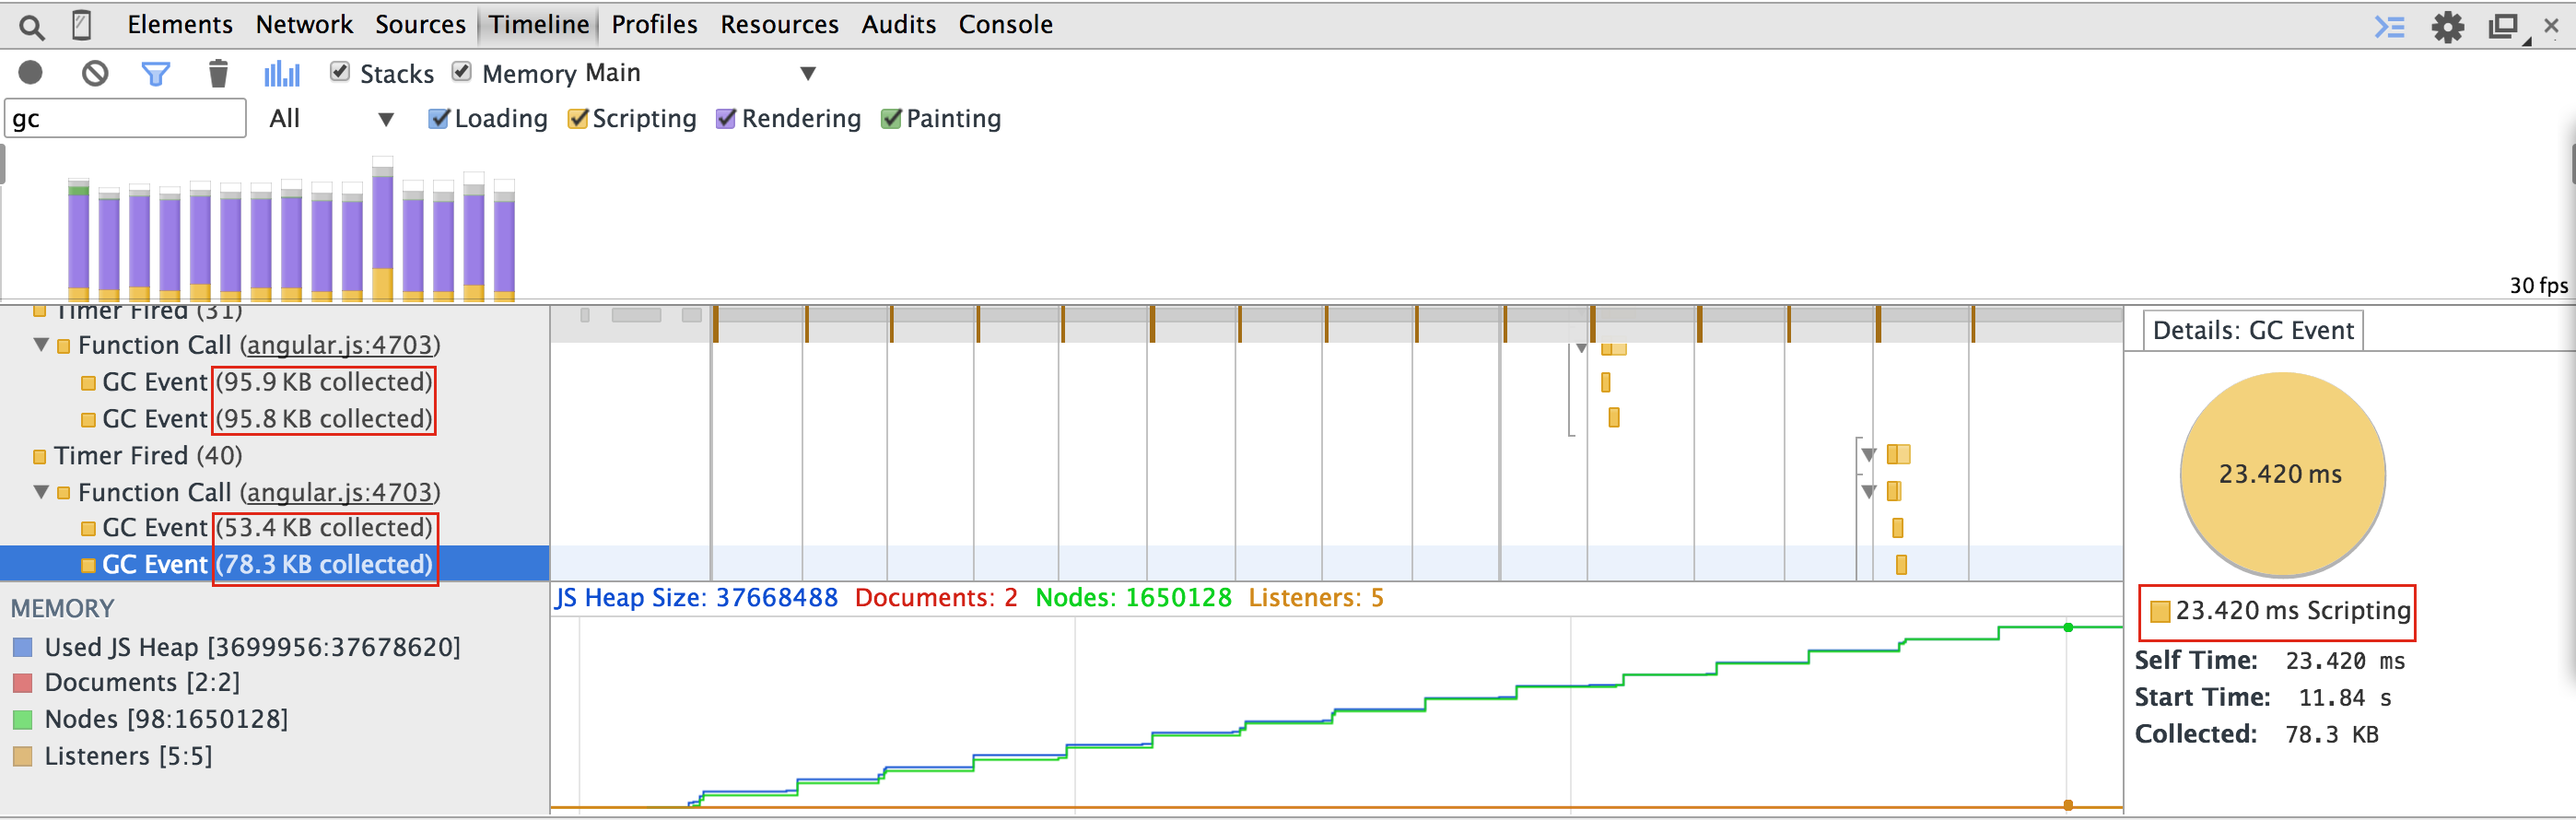 Elements Network Sources Timeline Profiles Resources Audits Console
Stacks Memory Main
gc All Loading Scripting Rendering Painting
30 fps
Timer Fired (31)
Function Call (angular.js:4703)
GC Event (95.9 KB collected)
GC Event (95.8 KB collected)
Timer Fired (40)
Function Call (angular.js:4703)
GC Event (53.4 KB collected)
GC Event (78.3 KB collected)
MEMORY
Used JS Heap [3699956:37678620]
Documents [2:2]
Nodes [98:1650128]
Listeners [5:5]
JS Heap Size: 37668488 Documents: 2 Nodes: 1650128 Listeners: 5
Details: GC Event
23.420 ms
23.420 ms Scripting
Self Time: 23.420 ms
Start Time: 11.84 s
Collected: 78.3 KB